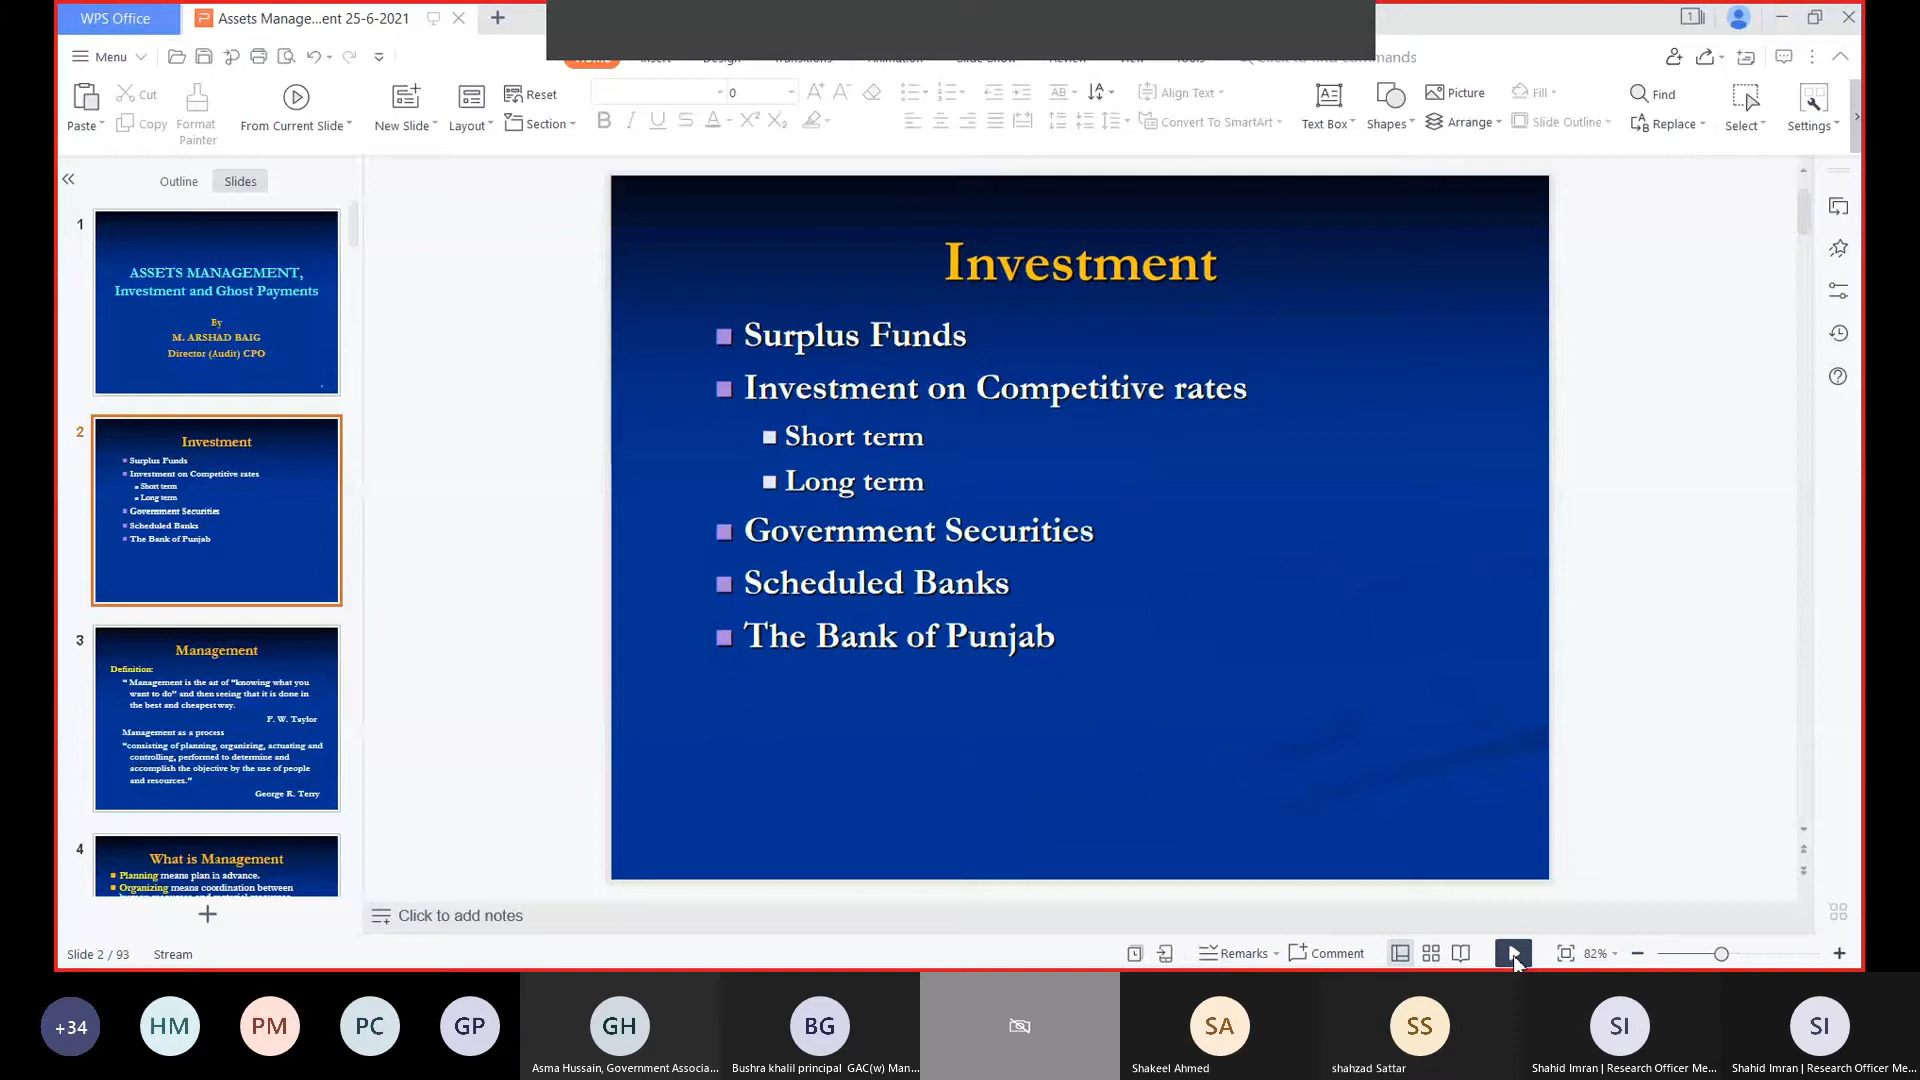 WPS Office
Assets Manage...ent 25-6-2021
Menu
Click to find commands
Paste
Cut
Copy
Format
Painter
From Current Slide
New Slide
Layout
Reset
Section
0
Align Text
Convert To SmartArt
Text Box
Shapes
Picture
Arrange
Fill
Slide Outline
Find
Replace
Select
Settings
Outline
Slides
1
ASSETS MANAGEMENT,
Investment and Ghost Payments
By
M. ARSHAD BAIG
Director (Audit) CPO
2
Investment
Surplus Funds
Investment on Competitive rates
Short term
Long term
Government Securities
Scheduled Banks
The Bank of Punjab
3
Management
Definition:
“ Management is the art of “knowing what you
want to do” and then seeing that it is done in
the best and cheapest way.
F. W. Taylor
Management as a process
“consisting of planning, organizing, actuating and
controlling, performed to determine and
accomplish the objective by the use of people
and resources.”
George R. Terry
4
What is Management
Planning means plan in advance.
Organizing means coordination between
Investment
Surplus Funds
Investment on Competitive rates
Short term
Long term
Government Securities
Scheduled Banks
The Bank of Punjab
Click to add notes
Slide 2 / 93
Stream
Remarks
Comment
82%
+34
HM
PM
PC
GP
GH
Asma Hussain, Government Associa...
BG
Bushra khalil principal GAC(w) Man...
SA
Shakeel Ahmed
SS
shahzad Sattar
SI
Shahid Imran | Research Officer Me...
SI
Shahid Imran | Research Officer Me...